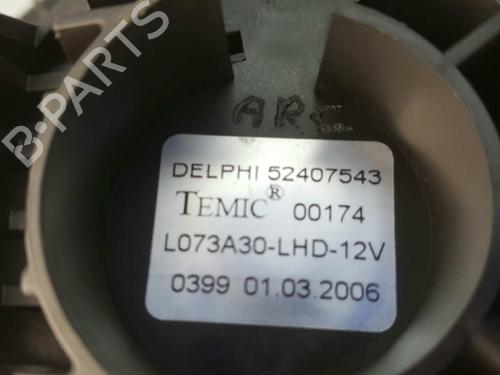 B-PARTS
DELPHI 52407543
TEMIC® 00174
L073A30-LHD-12V
0399 01.03.2006